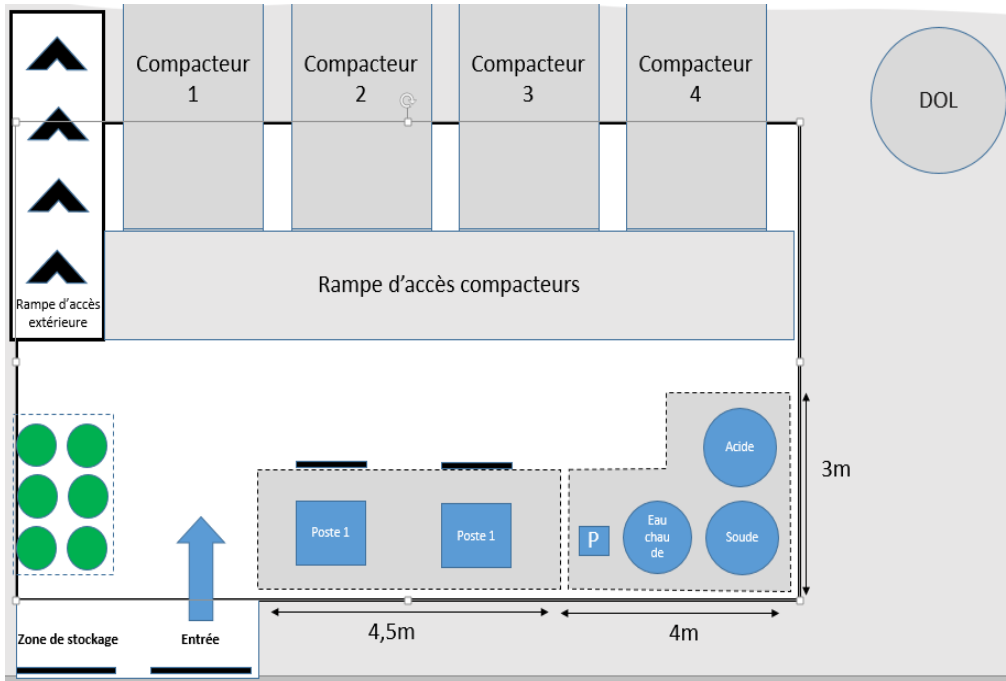 Compacteur
1
Compacteur
2
Compacteur
3
Compacteur
4
DOL
Rampe d'accès
extérieure
Rampe d'accès compacteurs
Acide
3m
Poste 1
Poste 1
P
Eau
chau
de
Soude
4,5m
4m
Zone de stockage
Entrée